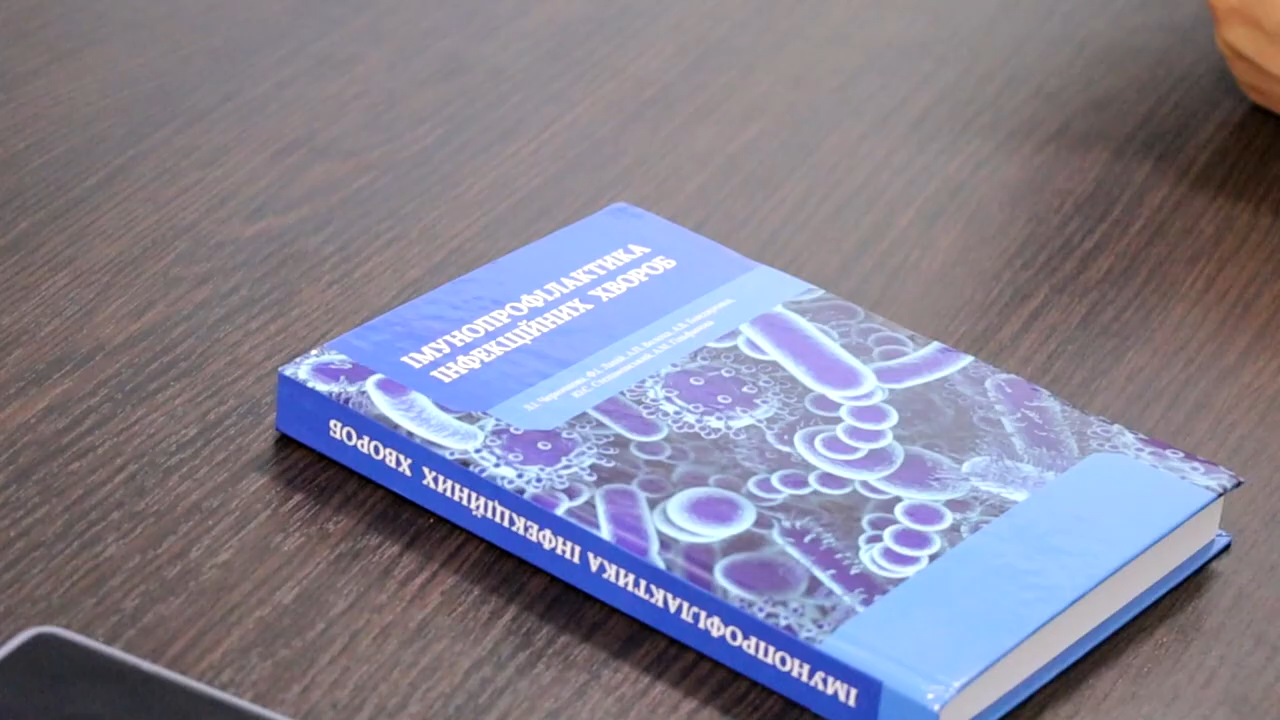 ІМУНОПРОФІЛАКТИКА
ІНФЕКЦІЙНИХ ХВОРОБ
ІМУНОПРОФІЛАКТИКА ІНФЕКЦІЙНИХ ХВОРОБ